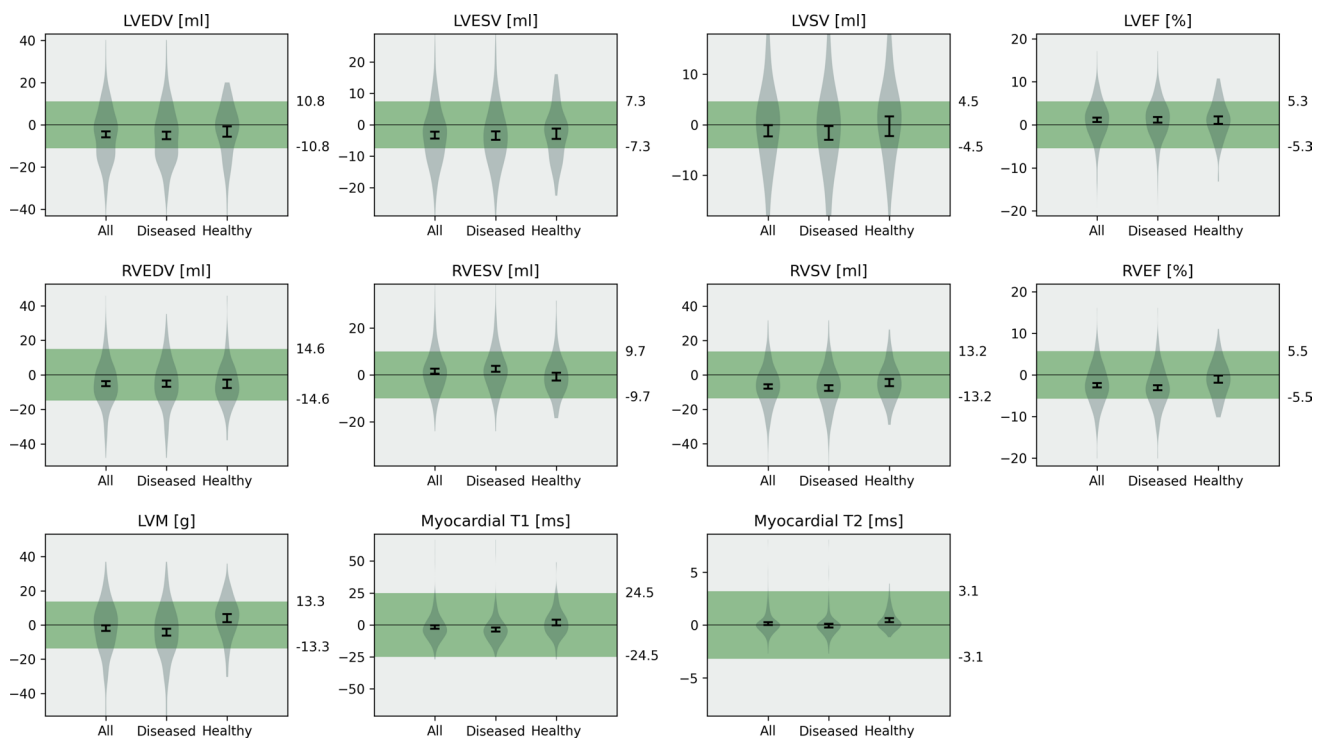 LVEDV [ml] LVESV [ml] LVSV [ml] LVEF [%]
40 20 0 −20 −40 10.8 -10.8
20 10 0 −10 −20 7.3 -7.3
10 0 −10 4.5 -4.5
20 10 0 −10 −20 5.3 -5.3
All Diseased Healthy All Diseased Healthy All Diseased Healthy All Diseased Healthy
RVEDV [ml] RVESV [ml] RVSV [ml] RVEF [%]
40 20 0 −20 −40 14.6 -14.6
20 0 −20 9.7 -9.7
40 20 0 −20 −40 13.2 -13.2
20 10 0 −10 −20 5.5 -5.5
All Diseased Healthy All Diseased Healthy All Diseased Healthy All Diseased Healthy
LVM [g] Myocardial T1 [ms] Myocardial T2 [ms]
40 20 0 −20 −40 13.3 -13.3
50 25 0 −25 −50 24.5 -24.5
5 0 −5 3.1 -3.1
All Diseased Healthy All Diseased Healthy All Diseased Healthy